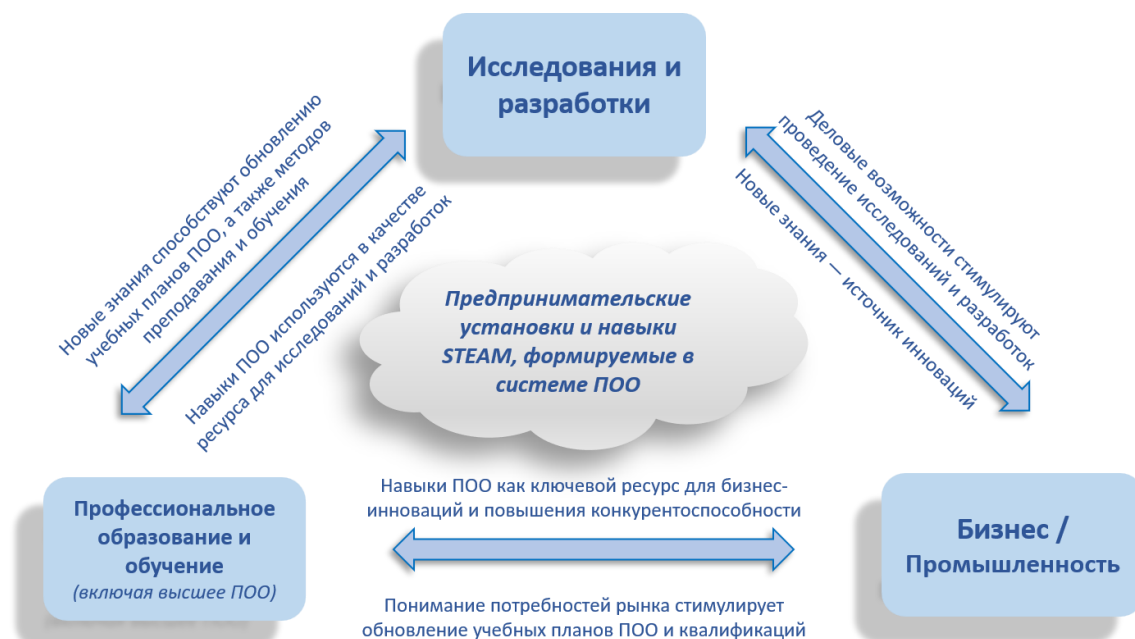 Исследования и
разработки
Новые знания способствуют обновлению
учебных планов ПОО, а также методов
преподавания и обучения
Навыки ПОО используются в качестве
ресурса для исследований и разработок
Деловые возможности стимулируют
проведение исследований и разработок
Новые знания — источник инноваций
Предпринимательские
установки и навыки
STEAM, формируемые в
системе ПОО
Профессиональное
образование и
обучение
(включая высшее ПОО)
Навыки ПОО как ключевой ресурс для бизнес-
инноваций и повышения конкурентоспособности
Понимание потребностей рынка стимулирует
обновление учебных планов ПОО и квалификаций
Бизнес /
Промышленность